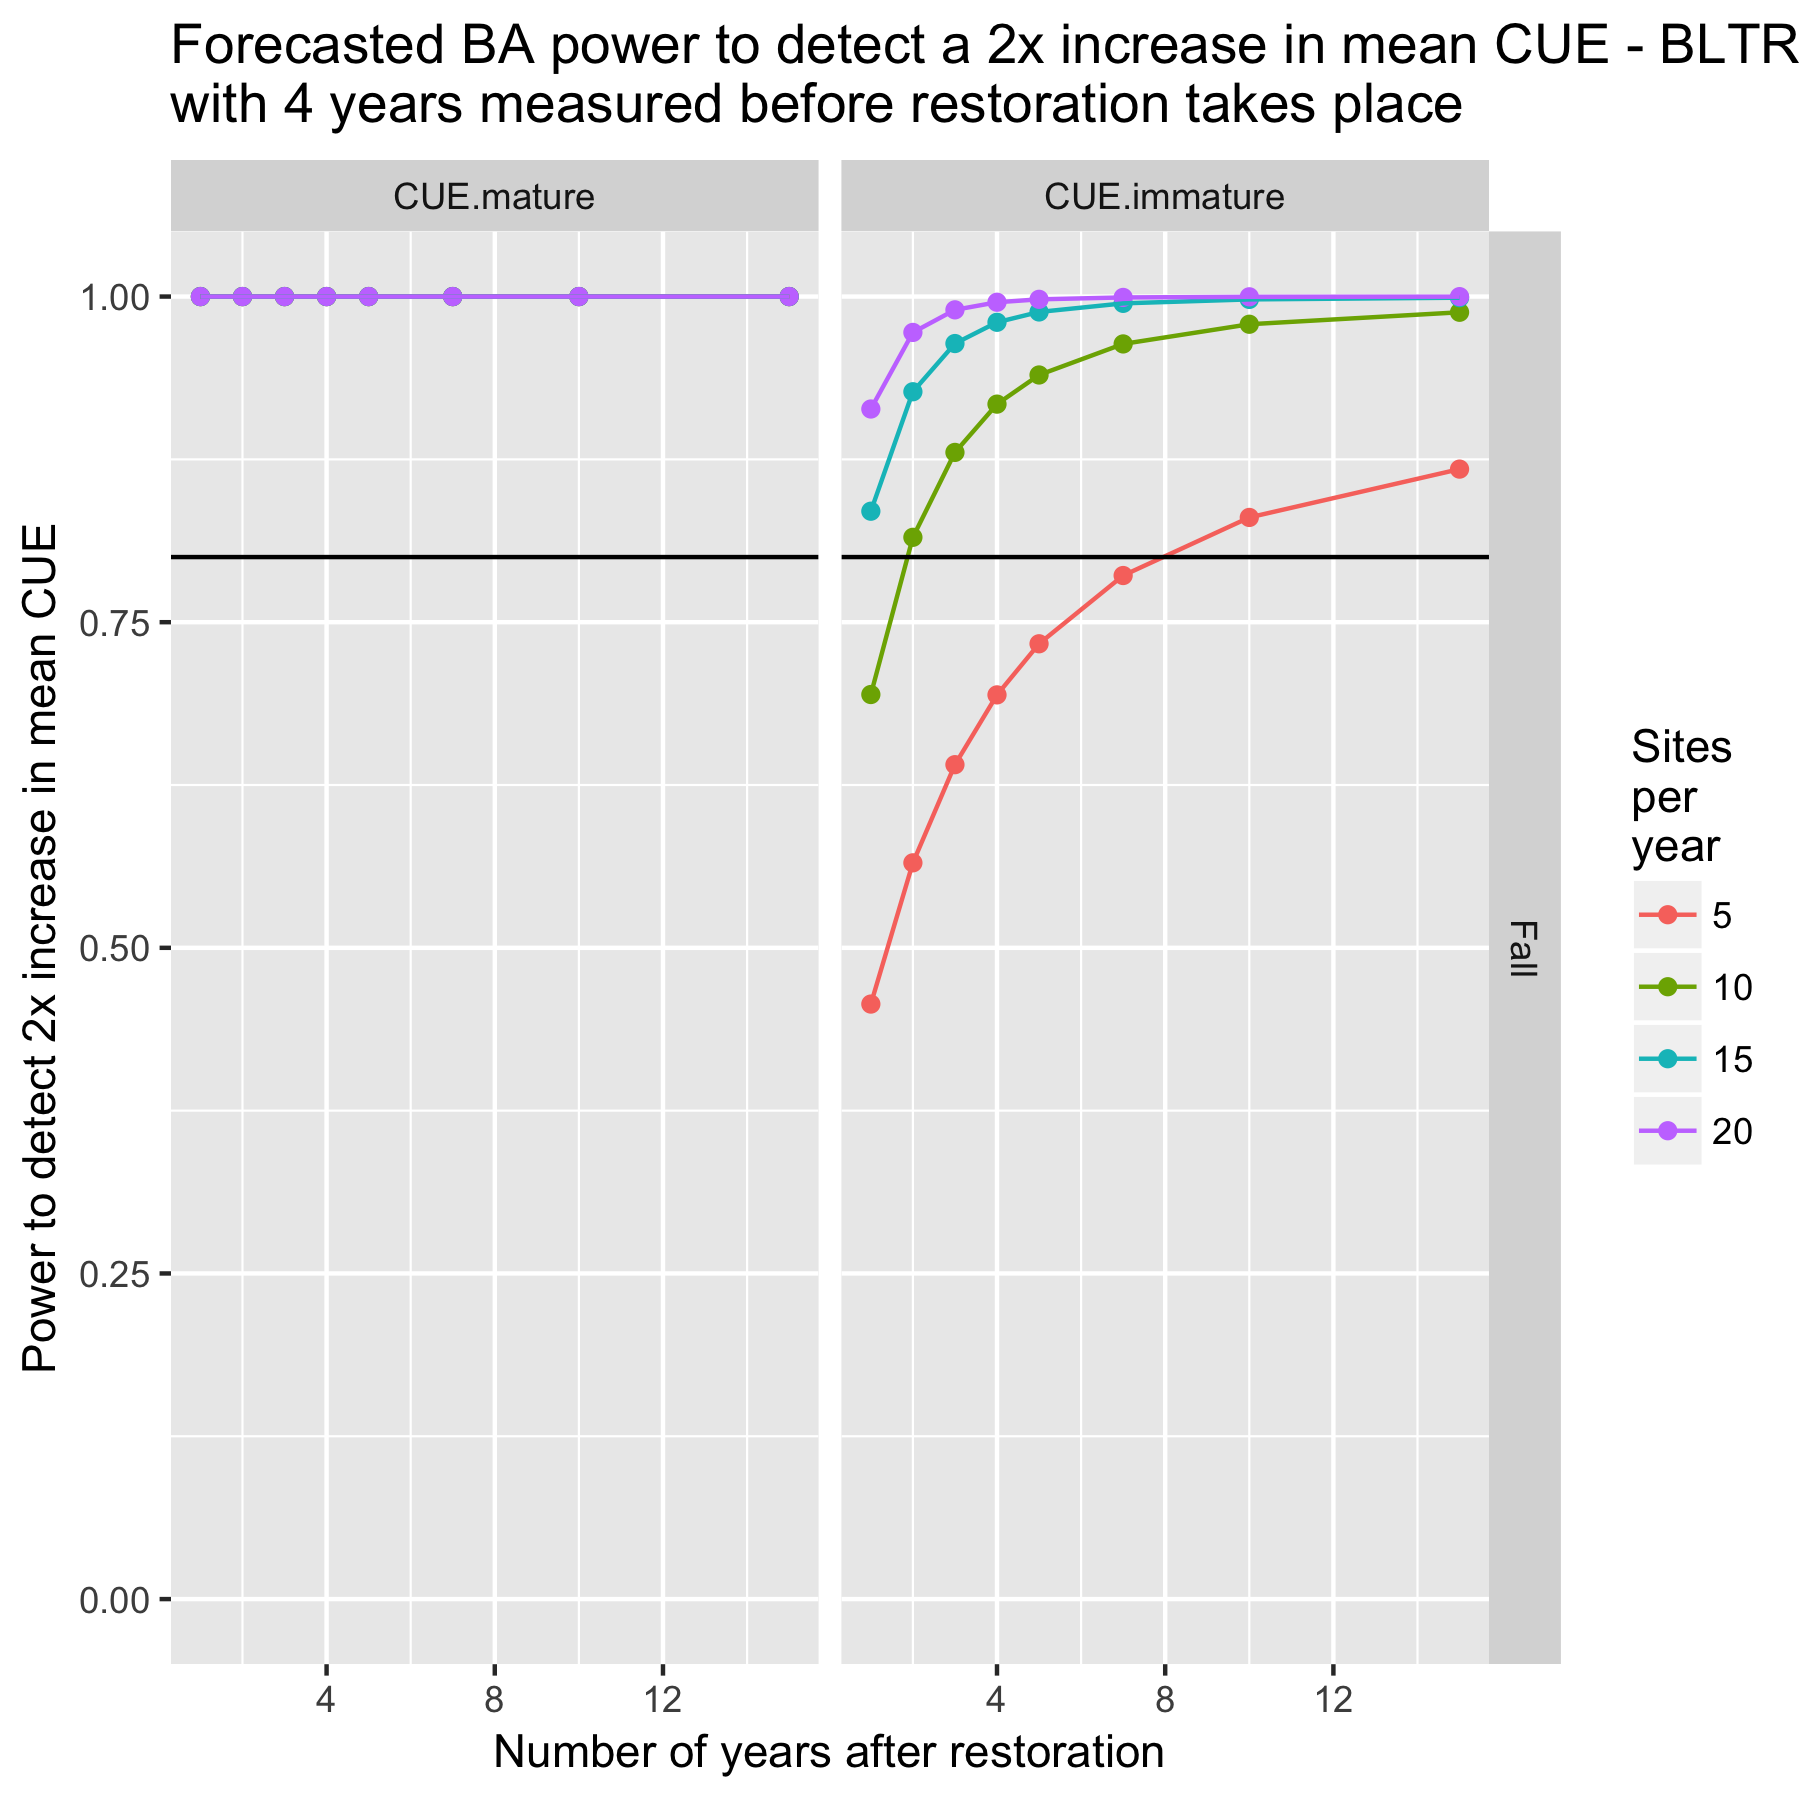 Forecasted BA power to detect a 2x increase in mean CUE - BLTR
with 4 years measured before restoration takes place
CUE.mature
CUE.immature
Power to detect 2x increase in mean CUE
1.00
0.75
0.50
0.25
0.00
Fall
4
8
12
4
8
12
Number of years after restoration
Sites
per
year
5
10
15
20